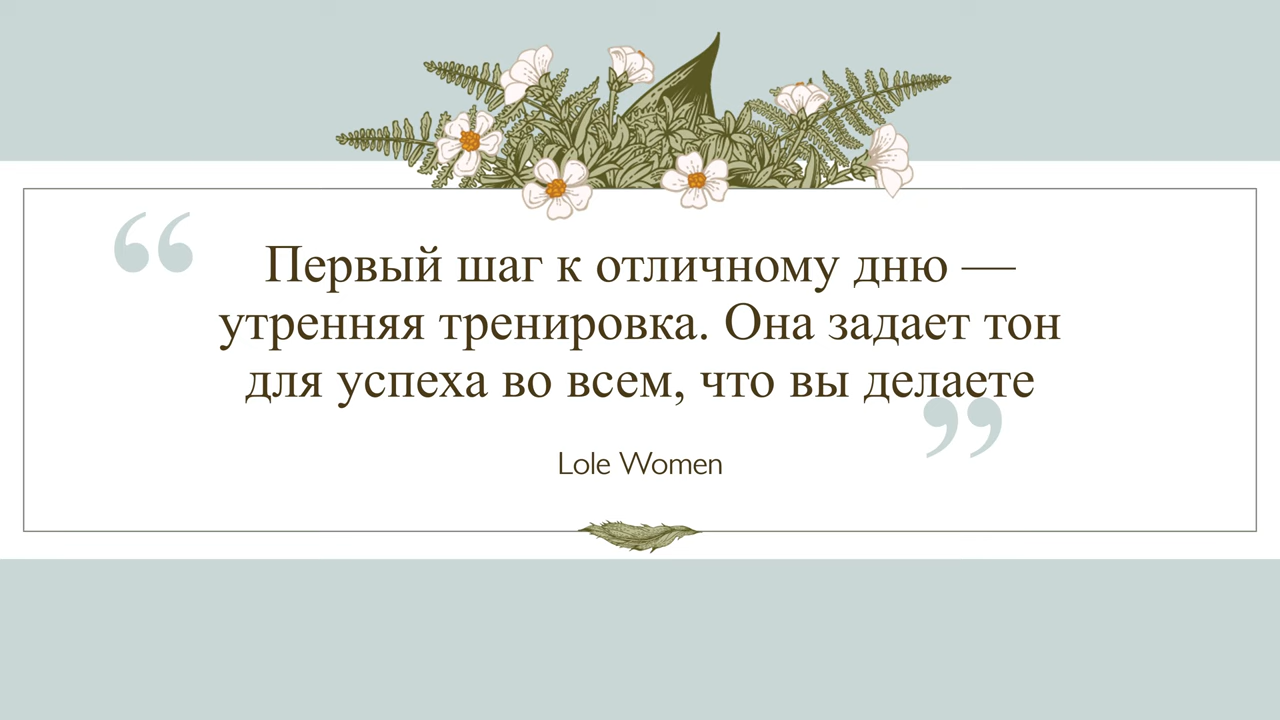 Первый шаг к отличному дню —
утренняя тренировка. Она задает тон
для успеха во всем, что вы делаете
Lole Women